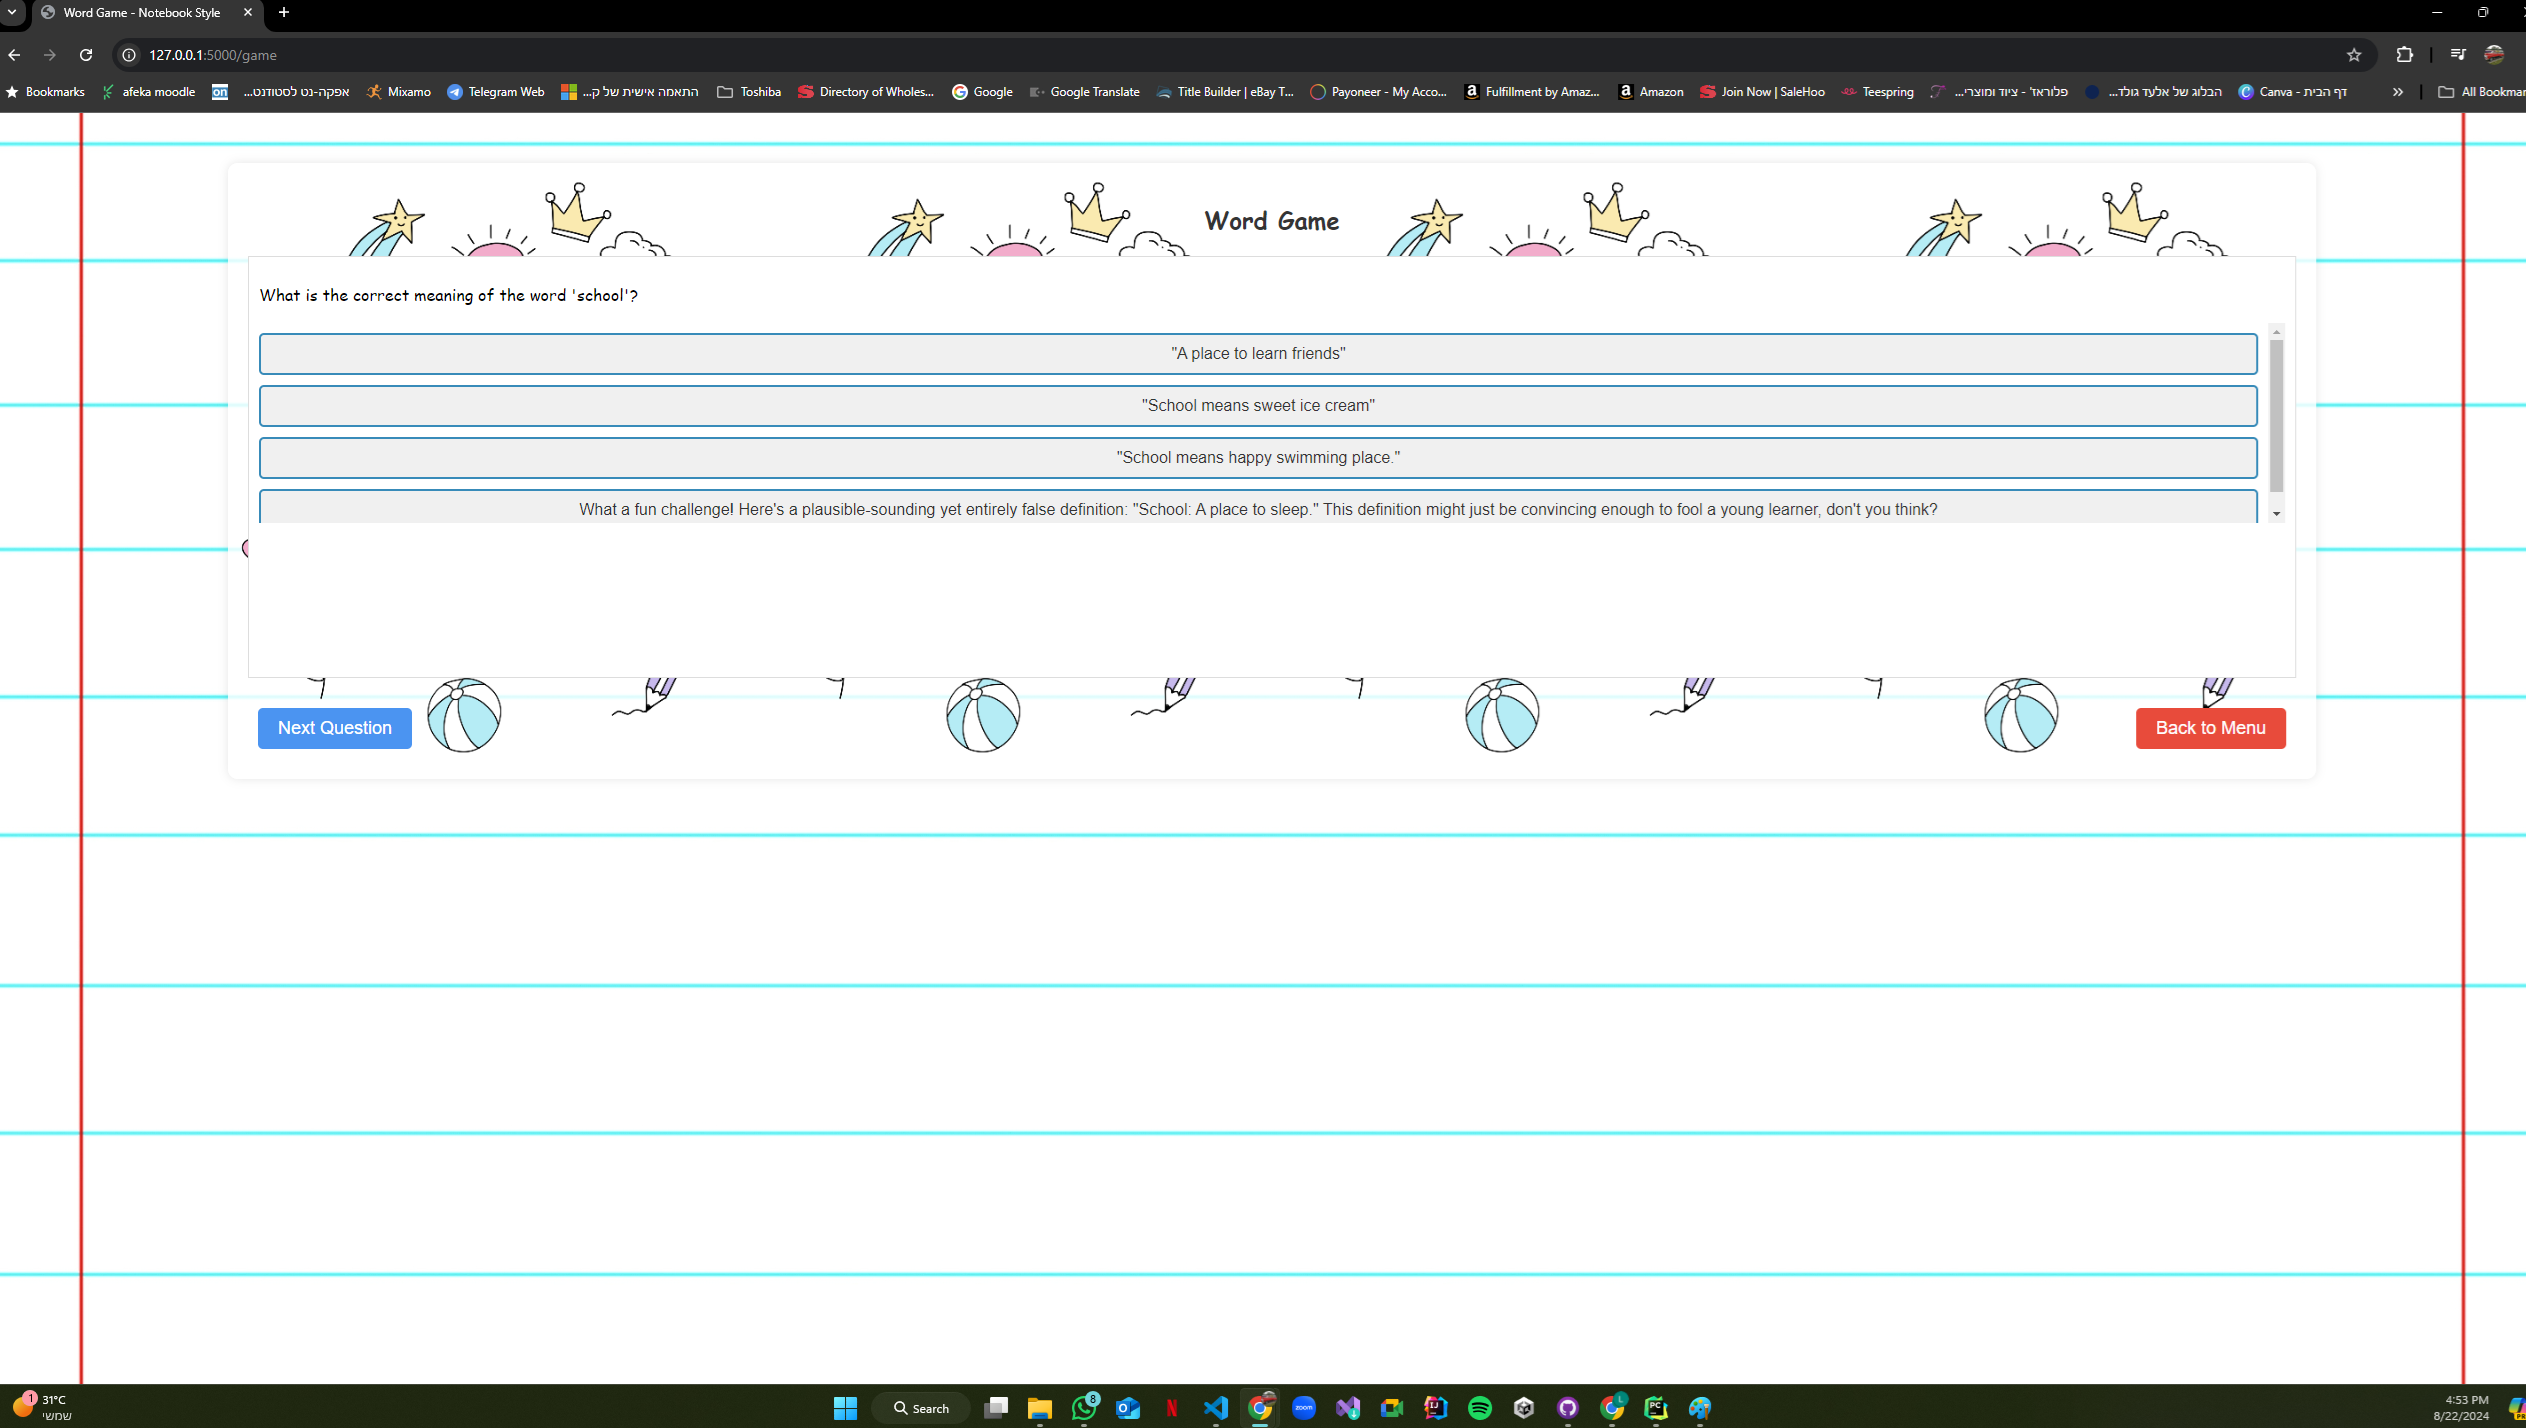 Word Game - Notebook Style
127.0.0.1:5000/game
Bookmarks
afeka moodle
on
אפקה-נט לסטודנט...
Mixamo
Telegram Web
התאמה אישית של ק...
Toshiba
Directory of Wholes...
Google
Google Translate
Title Builder | eBay T...
Payoneer - My Acco...
Fulfillment by Amaz...
Amazon
Join Now | SaleHoo
Teespring
פלוראז' - ציוד ומוצרי...
הבלוג של אלעד גולד...
Canva - דף הבית
All Bookmar
Word Game
What is the correct meaning of the word 'school'?
"A place to learn friends"
"School means sweet ice cream"
"School means happy swimming place."
What a fun challenge! Here's a plausible-sounding yet entirely false definition: "School: A place to sleep." This definition might just be convincing enough to fool a young learner, don't you think?
Next Question
Back to Menu
1
31°C
שמשי
Search
8
zoom
4:53 PM
8/22/2024